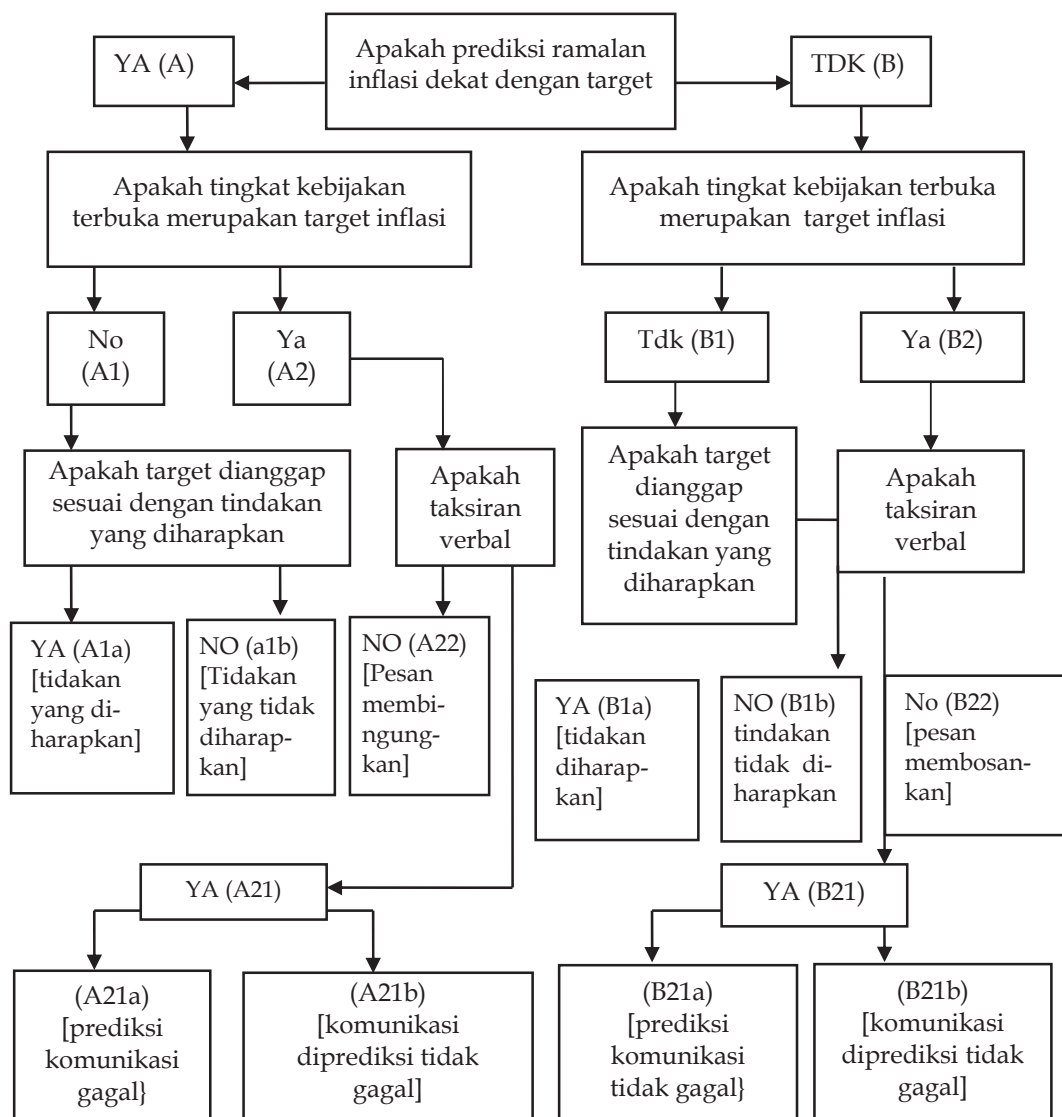 YA (A)
Apakah prediksi ramalan
inflasi dekat dengan target
TDK (B)
Apakah tingkat kebijakan
terbuka merupakan target inflasi
Apakah tingkat kebijakan terbuka
merupakan  target inflasi
No
(A1)
Ya
(A2)
Tdk (B1)
Ya (B2)
Apakah target dianggap
sesuai dengan tindakan
yang diharapkan
Apakah
taksiran
verbal
Apakah target
dianggap
sesuai dengan
tindakan yang
diharapkan
Apakah
taksiran
verbal
YA (A1a)
[tidakan
yang di-
harapkan]
NO (a1b)
[Tidakan
yang tidak
diharap-
kan]
NO (A22)
[Pesan
membi-
ngung-
kan]
YA (B1a)
[tidakan
diharap-
kan]
NO (B1b)
tindakan
tidak  di-
harapkan
No (B22)
[pesan
membosan-
kan]
YA (A21)
YA (B21)
(A21a)
[prediksi
komunikasi
gagal}
(A21b)
[komunikasi
diprediksi tidak
gagal]
(B21a)
[prediksi
komunikasi
tidak gagal}
(B21b)
[komunikasi
diprediksi tidak
gagal]